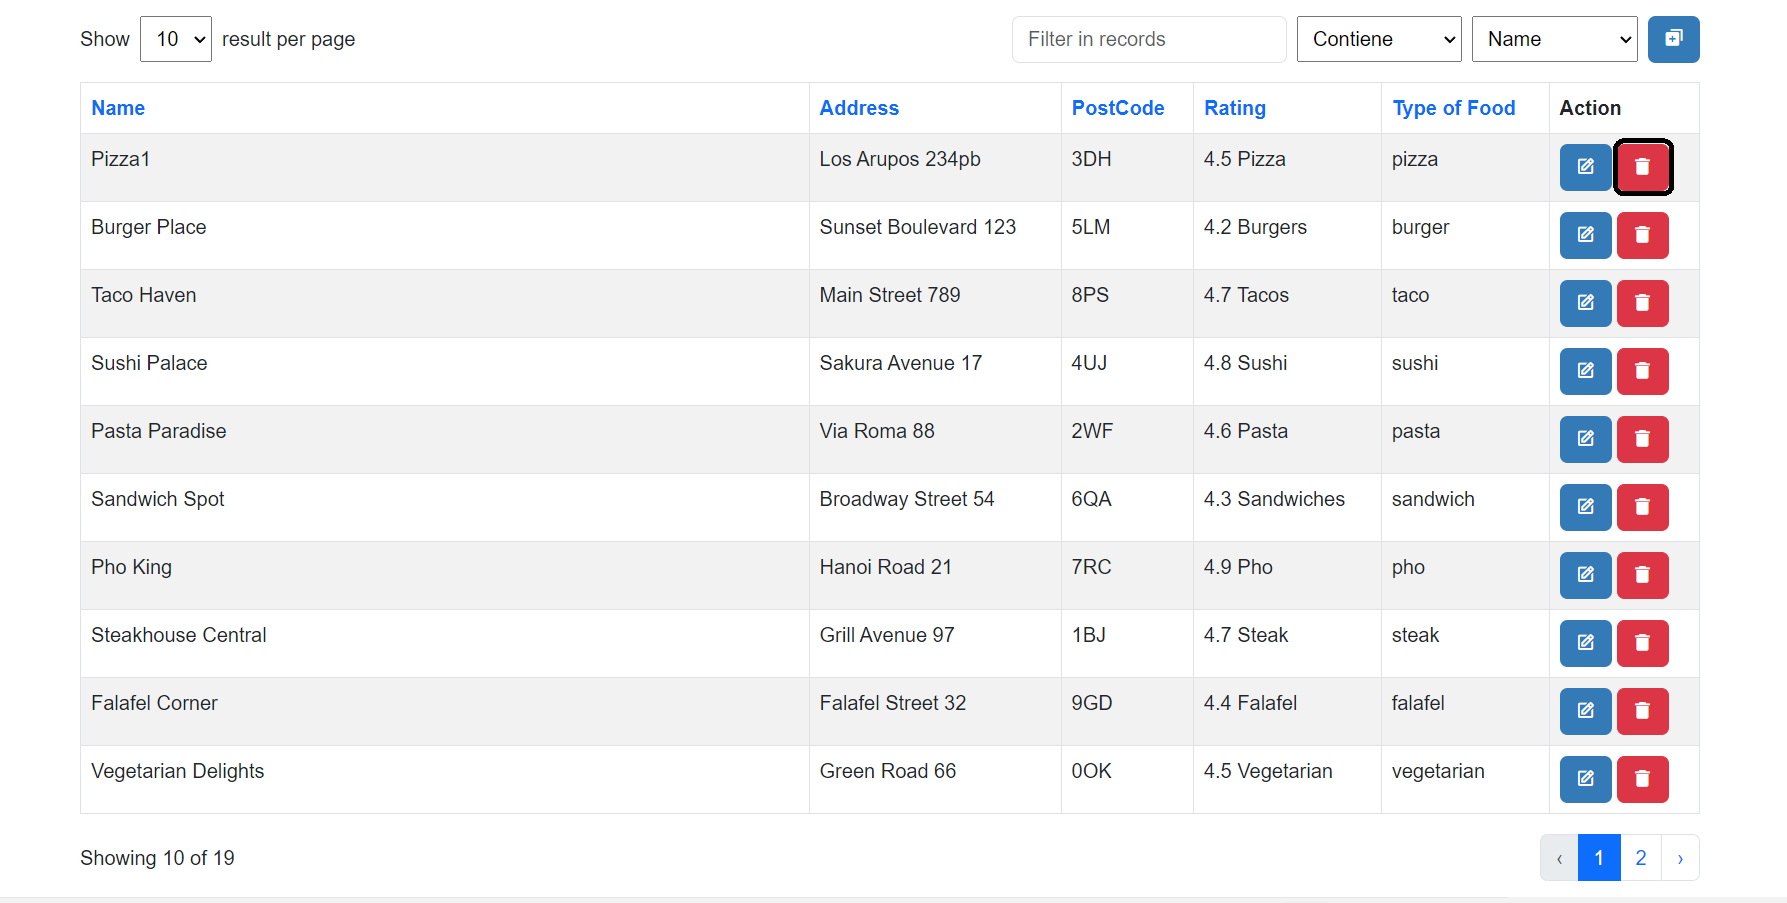 Show 10 result per page Filter in records Contiene Name
Name Address PostCode Rating Type of Food Action
Pizza1 Los Arupos 234pb 3DH 4.5 Pizza pizza
Burger Place Sunset Boulevard 123 5LM 4.2 Burgers burger
Taco Haven Main Street 789 8PS 4.7 Tacos taco
Sushi Palace Sakura Avenue 17 4UJ 4.8 Sushi sushi
Pasta Paradise Via Roma 88 2WF 4.6 Pasta pasta
Sandwich Spot Broadway Street 54 6QA 4.3 Sandwiches sandwich
Pho King Hanoi Road 21 7RC 4.9 Pho pho
Steakhouse Central Grill Avenue 97 1BJ 4.7 Steak steak
Falafel Corner Falafel Street 32 9GD 4.4 Falafel falafel
Vegetarian Delights Green Road 66 0OK 4.5 Vegetarian vegetarian
Showing 10 of 19 ‹ 1 2 ›